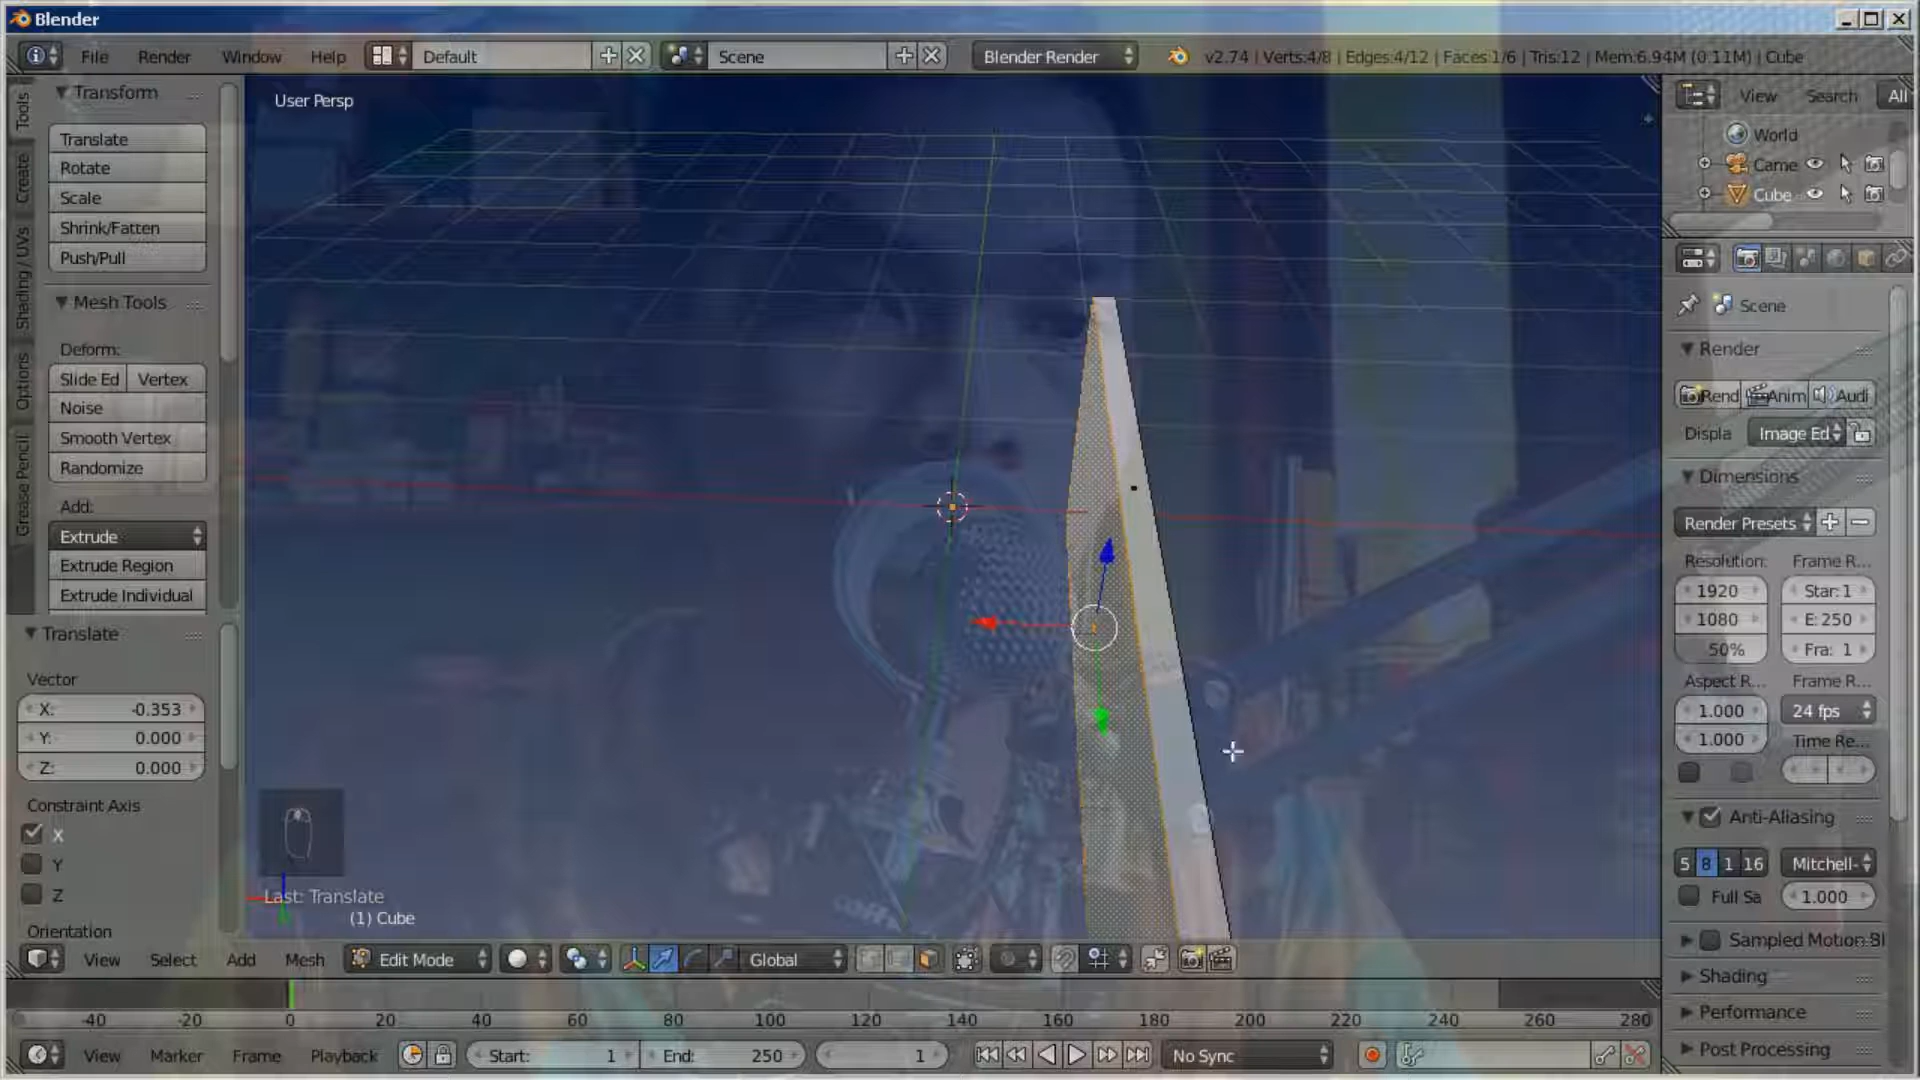 Blender
File Render Window Help Default Scene Blender Render v2.74 | Verts:4/8 | Edges:4/12 | Faces:1/6 | Tris:12 | Mem:6.94M (0.11M) | Cube
Tools
Create
Shading / UVs
Options
Grease Pencil
Transform
Translate
Rotate
Scale
Shrink/Fatten
Push/Pull
Mesh Tools
Deform:
Slide Ed Vertex
Noise
Smooth Vertex
Randomize
Add:
Extrude
Extrude Region
Extrude Individual
Translate
Vector
X: -0.353
Y: 0.000
Z: 0.000
Constraint Axis
X
Y
Z
Orientation
User Persp
Last: Translate
(1) Cube
View Select Add Mesh Edit Mode Global
-40 -20 0 20 40 60 80 100 120 140 160 180 200 220 240 260 280
View Marker Frame Playback Start: 1 End: 250 1 No Sync
View Search All
World
Came
Cube
Scene
Render
Rend Anim Audi
Displa Image Ed
Dimensions
Render Presets
Resolution: Frame R...
1920 Star: 1
1080 E: 250
50% Fra: 1
Aspect R... Frame R...
1.000 24 fps
1.000 Time Re...
Anti-Aliasing
5 8 1 16 Mitchell-
Full Sa 1.000
Sampled Motion Bl
Shading
Performance
Post Processing